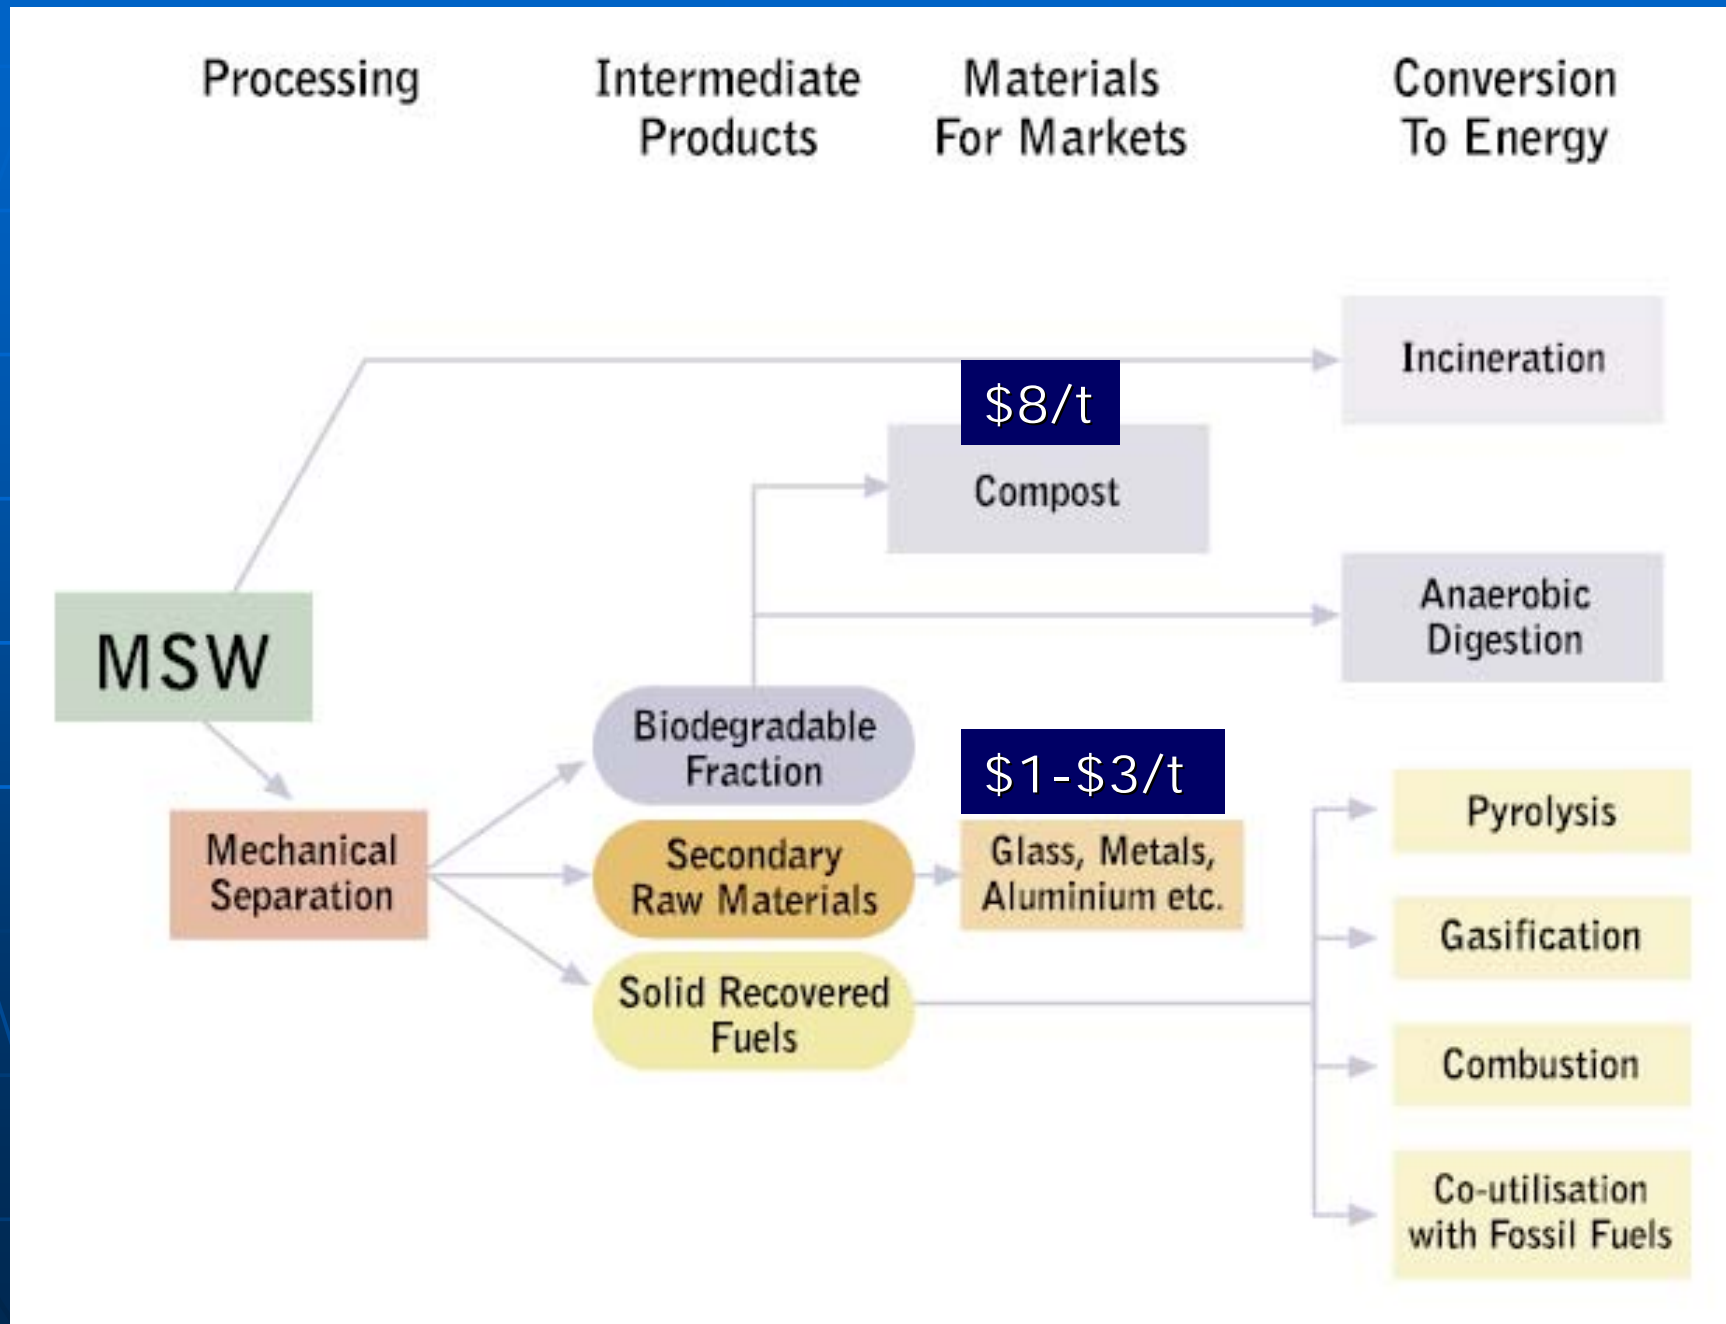 Processing
Intermediate
Products
Materials
For Markets
Conversion
To Energy
Incineration
$8/t
Compost
Anaerobic
Digestion
MSW
Biodegradable
Fraction
$1-$3/t
Pyrolysis
Mechanical
Separation
Secondary
Raw Materials
Glass, Metals,
Aluminium etc.
Gasification
Solid Recovered
Fuels
Combustion
Co-utilisation
with Fossil Fuels